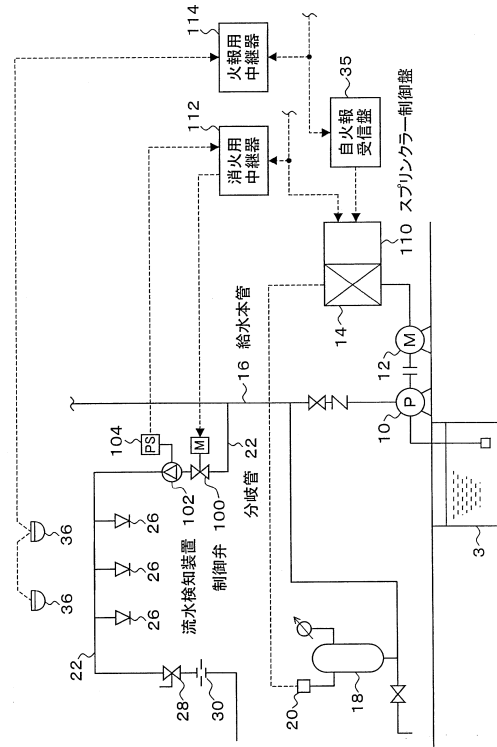 114
火報用
中継器
112
消火用
中継器
35
自火報
受信盤
スプリンクラー制御盤
110
14
給水本管
16
12
M
P
10
3
104
PS
M
22
102
100
分岐管
制御弁
流水検知装置
36
36
26
26
26
22
28
30
20
18